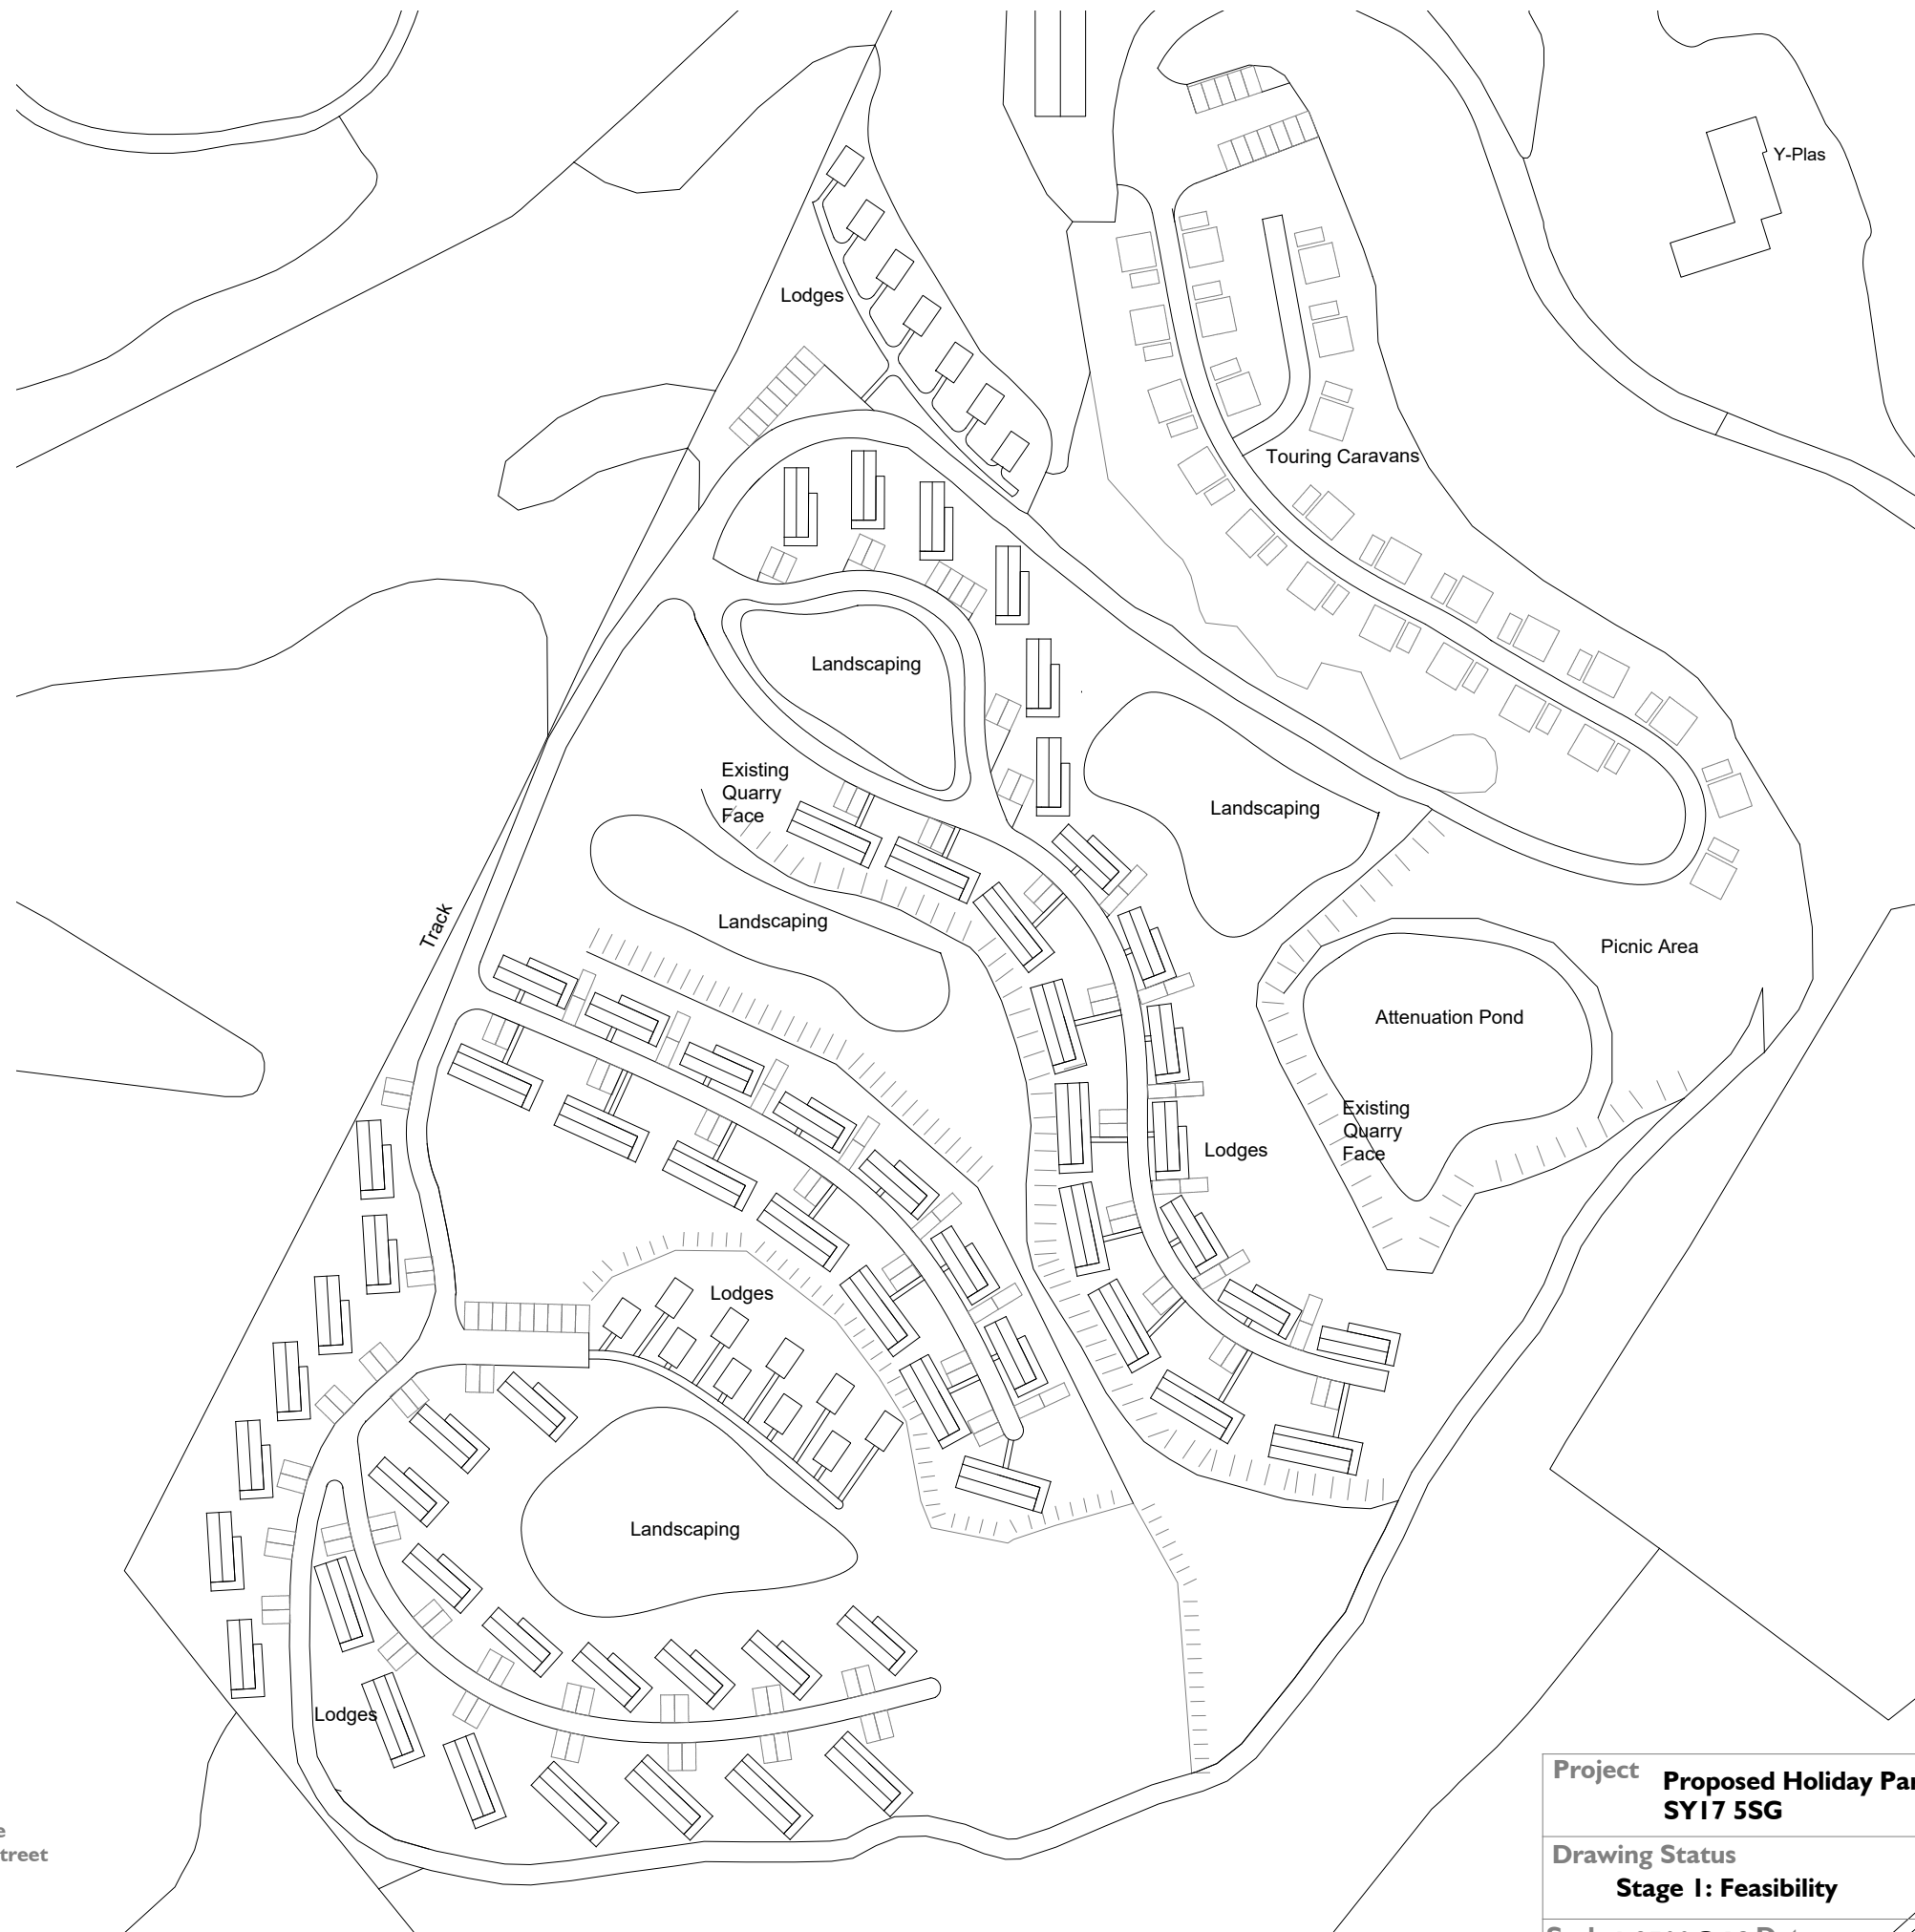 Y-Plas
Lodges
Touring Caravans
Landscaping
Existing
Quarry
Face
Landscaping
Landscaping
Track
Picnic Area
Attenuation Pond
Existing
Quarry
Face
Lodges
Lodges
Landscaping
Lodges
Project
Proposed Holiday Par
SY17 5SG
Drawing Status
Stage 1: Feasibility
e
treet